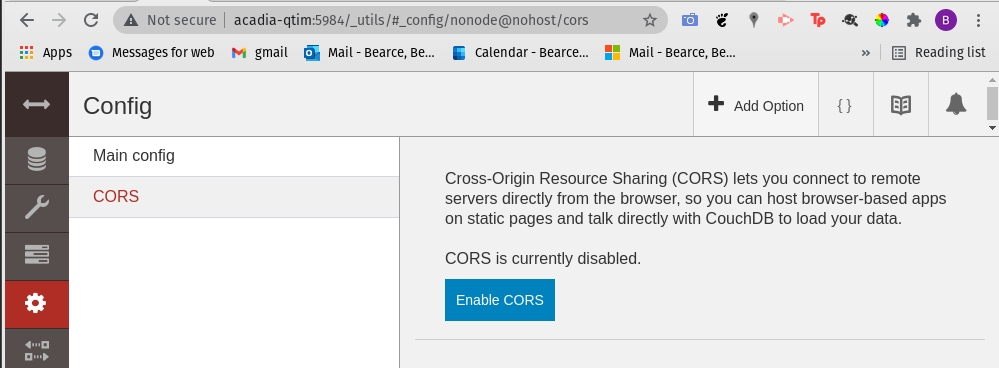 Not secure | acadia-qtim:5984/_utils/#_config/nonode@nohost/cors
B
Apps
Messages for web
gmail
Mail - Bearce, Be...
Calendar - Bearce...
Mail - Bearce, Be...
»
Reading list
Config
Add Option
{ }
Main config
CORS
Cross-Origin Resource Sharing (CORS) lets you connect to remote
servers directly from the browser, so you can host browser-based apps
on static pages and talk directly with CouchDB to load your data.
CORS is currently disabled.
Enable CORS